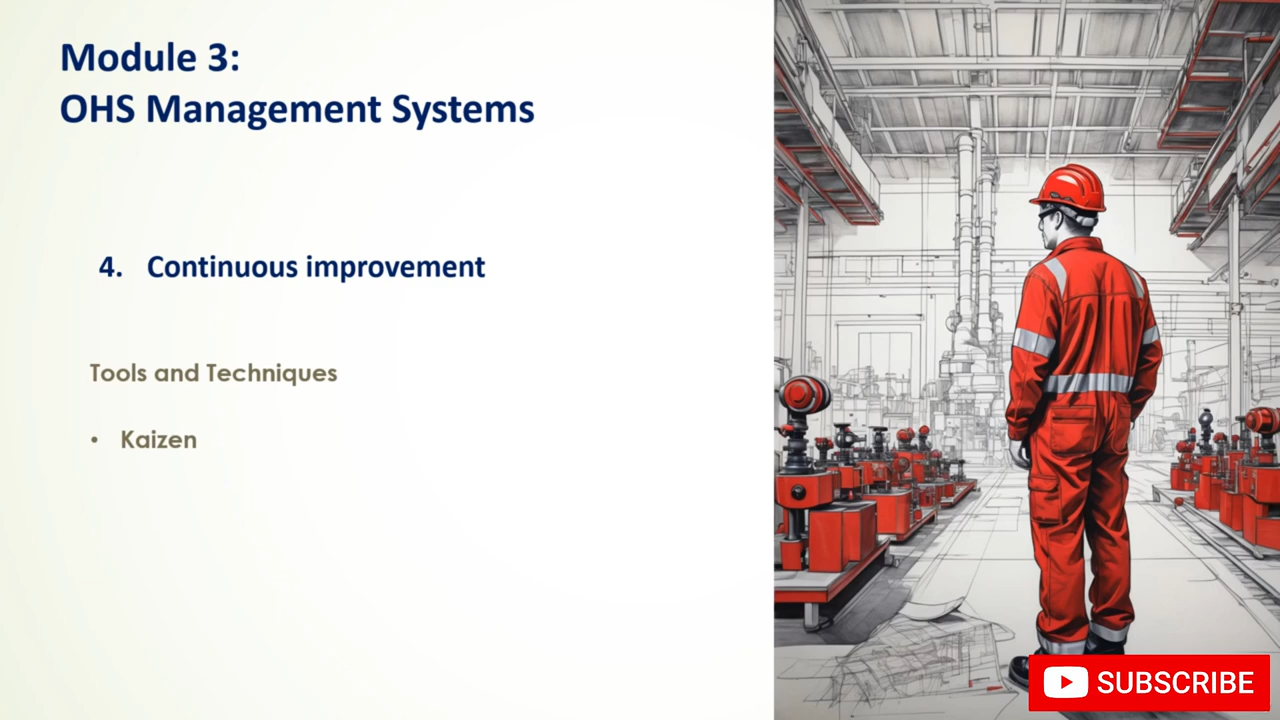 Module 3:
OHS Management Systems
4. Continuous improvement
Tools and Techniques
• Kaizen
SUBSCRIBE